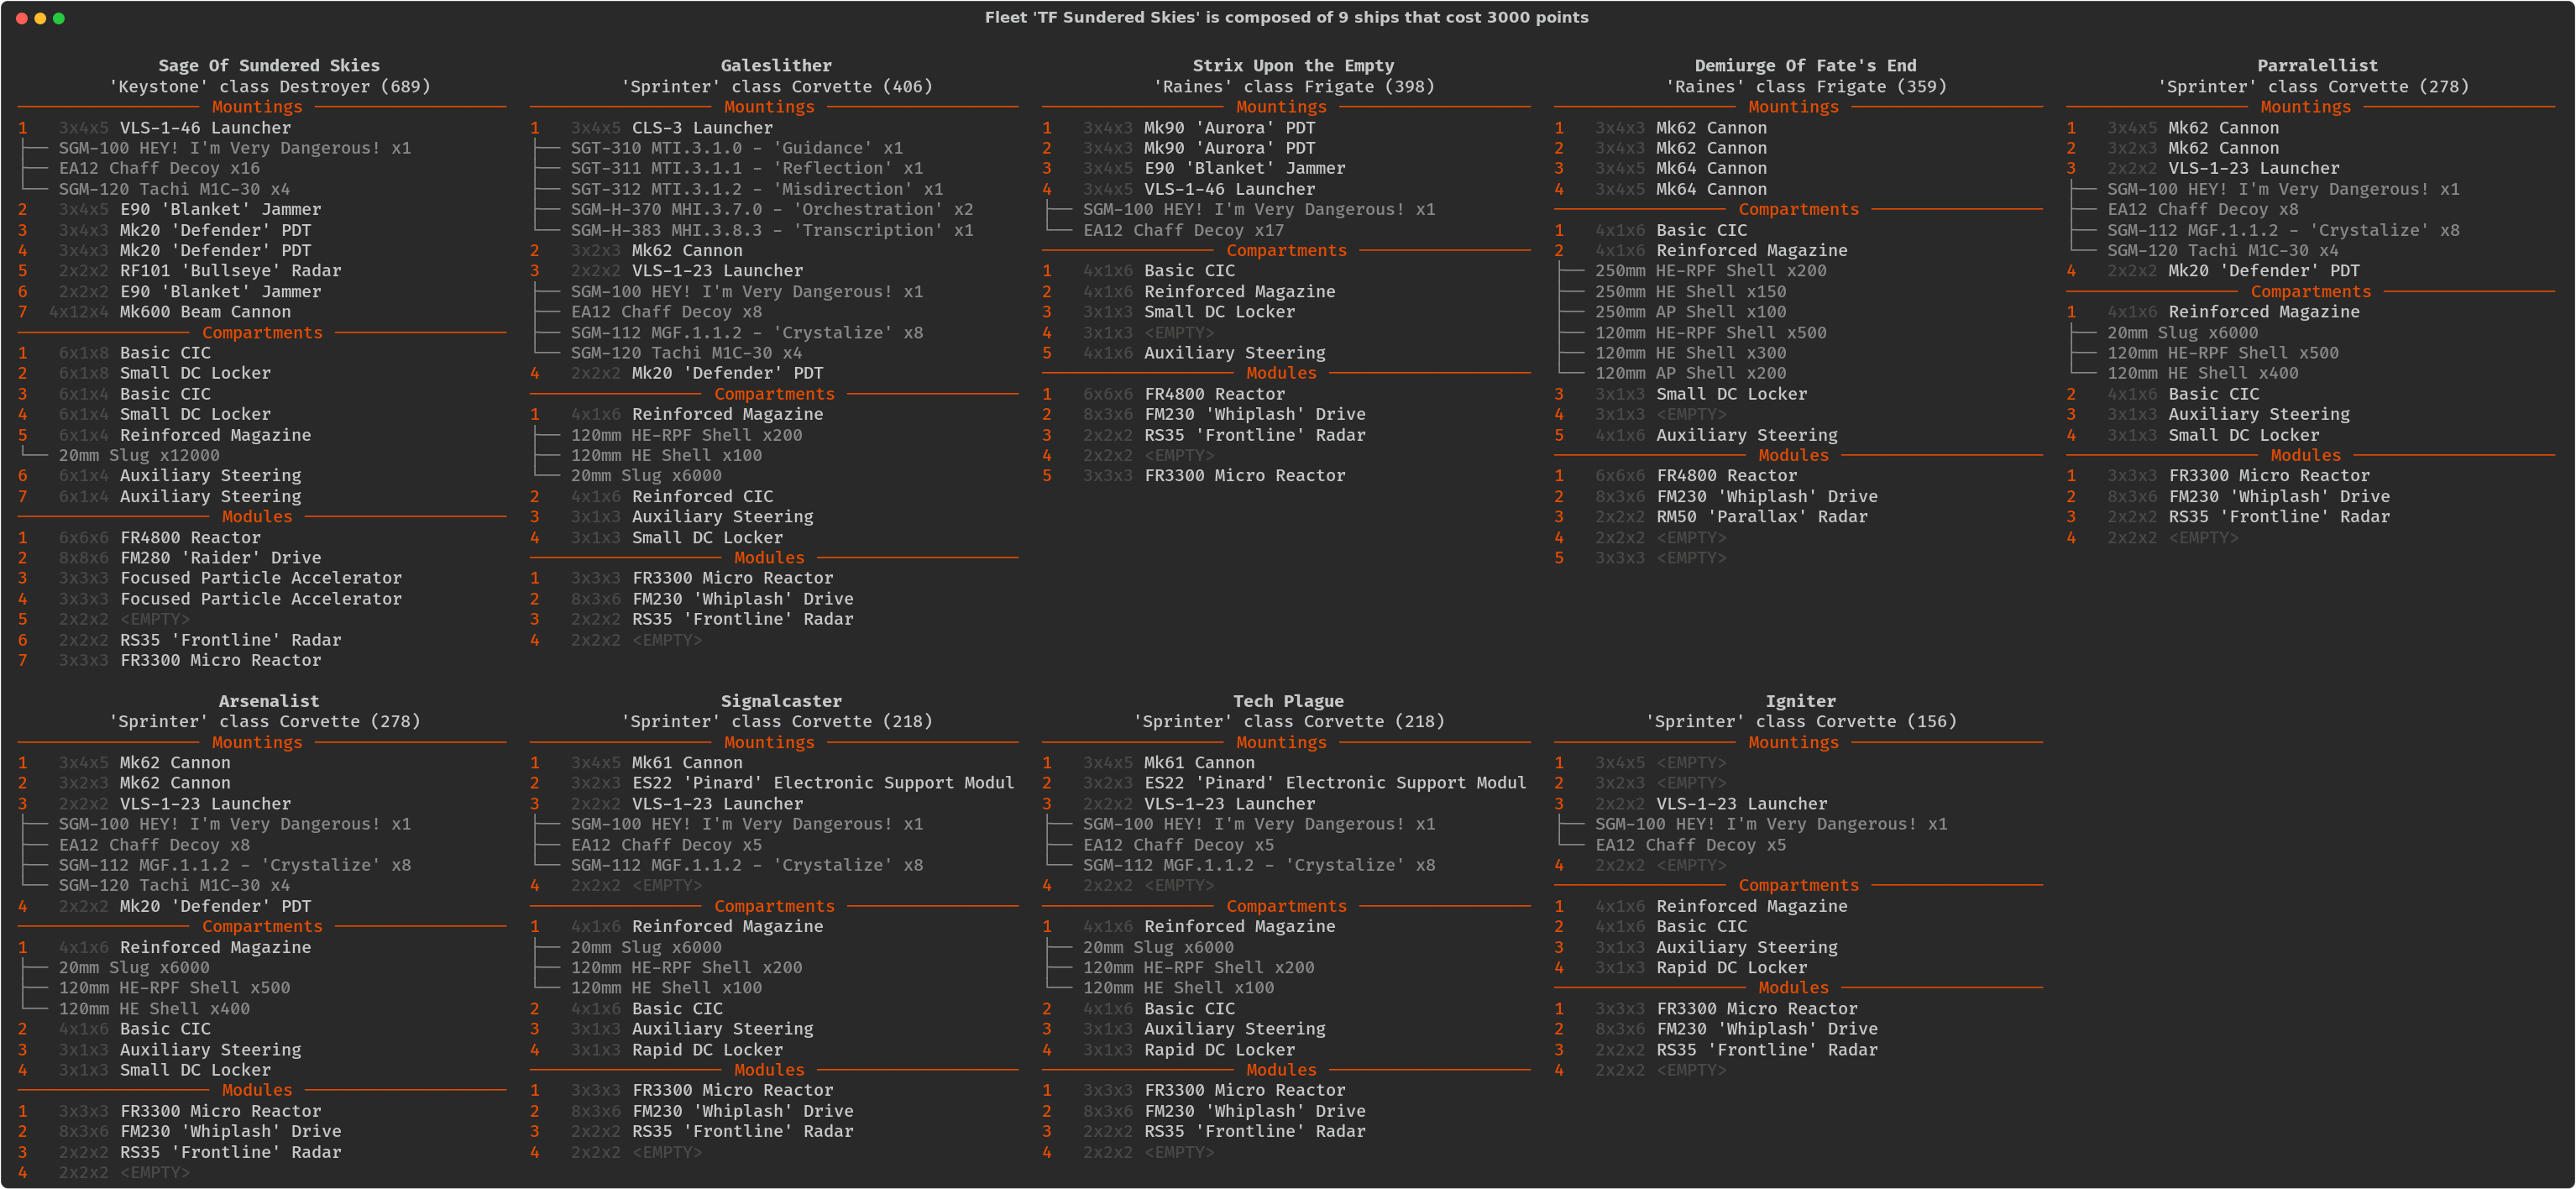 Fleet 'TF Sundered Skies' is composed of 9 ships that cost 3000 points
Sage Of Sundered Skies
'Keystone' class Destroyer (689)
Mountings
1 3x4x5 VLS-1-46 Launcher
SGM-100 HEY! I'm Very Dangerous! x1
EA12 Chaff Decoy x16
SGM-120 Tachi M1C-30 x4
2 3x4x5 E90 'Blanket' Jammer
3 3x4x3 Mk20 'Defender' PDT
4 3x4x3 Mk20 'Defender' PDT
5 2x2x2 RF101 'Bullseye' Radar
6 2x2x2 E90 'Blanket' Jammer
7 4x12x4 Mk600 Beam Cannon
Compartments
1 6x1x8 Basic CIC
2 6x1x8 Small DC Locker
3 6x1x4 Basic CIC
4 6x1x4 Small DC Locker
5 6x1x4 Reinforced Magazine
20mm Slug x12000
6 6x1x4 Auxiliary Steering
7 6x1x4 Auxiliary Steering
Modules
1 6x6x6 FR4800 Reactor
2 8x8x6 FM280 'Raider' Drive
3 3x3x3 Focused Particle Accelerator
4 3x3x3 Focused Particle Accelerator
5 2x2x2 <EMPTY>
6 2x2x2 RS35 'Frontline' Radar
7 3x3x3 FR3300 Micro Reactor
Galeslither
'Sprinter' class Corvette (406)
Mountings
1 3x4x5 CLS-3 Launcher
SGT-310 MTI.3.1.0 - 'Guidance' x1
SGT-311 MTI.3.1.1 - 'Reflection' x1
SGT-312 MTI.3.1.2 - 'Misdirection' x1
SGM-H-370 MHI.3.7.0 - 'Orchestration' x2
SGM-H-383 MHI.3.8.3 - 'Transcription' x1
2 3x2x3 Mk62 Cannon
3 2x2x2 VLS-1-23 Launcher
SGM-100 HEY! I'm Very Dangerous! x1
EA12 Chaff Decoy x8
SGM-112 MGF.1.1.2 - 'Crystalize' x8
SGM-120 Tachi M1C-30 x4
4 2x2x2 Mk20 'Defender' PDT
Compartments
1 4x1x6 Reinforced Magazine
120mm HE-RPF Shell x200
120mm HE Shell x100
20mm Slug x6000
2 4x1x6 Reinforced CIC
3 3x1x3 Auxiliary Steering
4 3x1x3 Small DC Locker
Modules
1 3x3x3 FR3300 Micro Reactor
2 8x3x6 FM230 'Whiplash' Drive
3 2x2x2 RS35 'Frontline' Radar
4 2x2x2 <EMPTY>
Strix Upon the Empty
'Raines' class Frigate (398)
Mountings
1 3x4x3 Mk90 'Aurora' PDT
2 3x4x3 Mk90 'Aurora' PDT
3 3x4x5 E90 'Blanket' Jammer
4 3x4x5 VLS-1-46 Launcher
SGM-100 HEY! I'm Very Dangerous! x1
EA12 Chaff Decoy x17
Compartments
1 4x1x6 Basic CIC
2 4x1x6 Reinforced Magazine
3 3x1x3 Small DC Locker
4 3x1x3 <EMPTY>
5 4x1x6 Auxiliary Steering
Modules
1 6x6x6 FR4800 Reactor
2 8x3x6 FM230 'Whiplash' Drive
3 2x2x2 RS35 'Frontline' Radar
4 2x2x2 <EMPTY>
5 3x3x3 FR3300 Micro Reactor
Demiurge Of Fate's End
'Raines' class Frigate (359)
Mountings
1 3x4x3 Mk62 Cannon
2 3x4x3 Mk62 Cannon
3 3x4x5 Mk64 Cannon
4 3x4x5 Mk64 Cannon
Compartments
1 4x1x6 Basic CIC
2 4x1x6 Reinforced Magazine
250mm HE-RPF Shell x200
250mm HE Shell x150
250mm AP Shell x100
120mm HE-RPF Shell x500
120mm HE Shell x300
120mm AP Shell x200
3 3x1x3 Small DC Locker
4 3x1x3 <EMPTY>
5 4x1x6 Auxiliary Steering
Modules
1 6x6x6 FR4800 Reactor
2 8x3x6 FM230 'Whiplash' Drive
3 2x2x2 RM50 'Parallax' Radar
4 2x2x2 <EMPTY>
5 3x3x3 <EMPTY>
Parralellist
'Sprinter' class Corvette (278)
Mountings
1 3x4x5 Mk62 Cannon
2 3x2x3 Mk62 Cannon
3 2x2x2 VLS-1-23 Launcher
SGM-100 HEY! I'm Very Dangerous! x1
EA12 Chaff Decoy x8
SGM-112 MGF.1.1.2 - 'Crystalize' x8
SGM-120 Tachi M1C-30 x4
4 2x2x2 Mk20 'Defender' PDT
Compartments
1 4x1x6 Reinforced Magazine
20mm Slug x6000
120mm HE-RPF Shell x500
120mm HE Shell x400
2 4x1x6 Basic CIC
3 3x1x3 Auxiliary Steering
4 3x1x3 Small DC Locker
Modules
1 3x3x3 FR3300 Micro Reactor
2 8x3x6 FM230 'Whiplash' Drive
3 2x2x2 RS35 'Frontline' Radar
4 2x2x2 <EMPTY>
Arsenalist
'Sprinter' class Corvette (278)
Mountings
1 3x4x5 Mk62 Cannon
2 3x2x3 Mk62 Cannon
3 2x2x2 VLS-1-23 Launcher
SGM-100 HEY! I'm Very Dangerous! x1
EA12 Chaff Decoy x8
SGM-112 MGF.1.1.2 - 'Crystalize' x8
SGM-120 Tachi M1C-30 x4
4 2x2x2 Mk20 'Defender' PDT
Compartments
1 4x1x6 Reinforced Magazine
20mm Slug x6000
120mm HE-RPF Shell x500
120mm HE Shell x400
2 4x1x6 Basic CIC
3 3x1x3 Auxiliary Steering
4 3x1x3 Small DC Locker
Modules
1 3x3x3 FR3300 Micro Reactor
2 8x3x6 FM230 'Whiplash' Drive
3 2x2x2 RS35 'Frontline' Radar
4 2x2x2 <EMPTY>
Signalcaster
'Sprinter' class Corvette (218)
Mountings
1 3x4x5 Mk61 Cannon
2 3x2x3 ES22 'Pinard' Electronic Support Modul
3 2x2x2 VLS-1-23 Launcher
SGM-100 HEY! I'm Very Dangerous! x1
EA12 Chaff Decoy x5
SGM-112 MGF.1.1.2 - 'Crystalize' x8
4 2x2x2 <EMPTY>
Compartments
1 4x1x6 Reinforced Magazine
20mm Slug x6000
120mm HE-RPF Shell x200
120mm HE Shell x100
2 4x1x6 Basic CIC
3 3x1x3 Auxiliary Steering
4 3x1x3 Rapid DC Locker
Modules
1 3x3x3 FR3300 Micro Reactor
2 8x3x6 FM230 'Whiplash' Drive
3 2x2x2 RS35 'Frontline' Radar
4 2x2x2 <EMPTY>
Tech Plague
'Sprinter' class Corvette (218)
Mountings
1 3x4x5 Mk61 Cannon
2 3x2x3 ES22 'Pinard' Electronic Support Modul
3 2x2x2 VLS-1-23 Launcher
SGM-100 HEY! I'm Very Dangerous! x1
EA12 Chaff Decoy x5
SGM-112 MGF.1.1.2 - 'Crystalize' x8
4 2x2x2 <EMPTY>
Compartments
1 4x1x6 Reinforced Magazine
20mm Slug x6000
120mm HE-RPF Shell x200
120mm HE Shell x100
2 4x1x6 Basic CIC
3 3x1x3 Auxiliary Steering
4 3x1x3 Rapid DC Locker
Modules
1 3x3x3 FR3300 Micro Reactor
2 8x3x6 FM230 'Whiplash' Drive
3 2x2x2 RS35 'Frontline' Radar
4 2x2x2 <EMPTY>
Igniter
'Sprinter' class Corvette (156)
Mountings
1 3x4x5 <EMPTY>
2 3x2x3 <EMPTY>
3 2x2x2 VLS-1-23 Launcher
SGM-100 HEY! I'm Very Dangerous! x1
EA12 Chaff Decoy x5
4 2x2x2 <EMPTY>
Compartments
1 4x1x6 Reinforced Magazine
2 4x1x6 Basic CIC
3 3x1x3 Auxiliary Steering
4 3x1x3 Rapid DC Locker
Modules
1 3x3x3 FR3300 Micro Reactor
2 8x3x6 FM230 'Whiplash' Drive
3 2x2x2 RS35 'Frontline' Radar
4 2x2x2 <EMPTY>